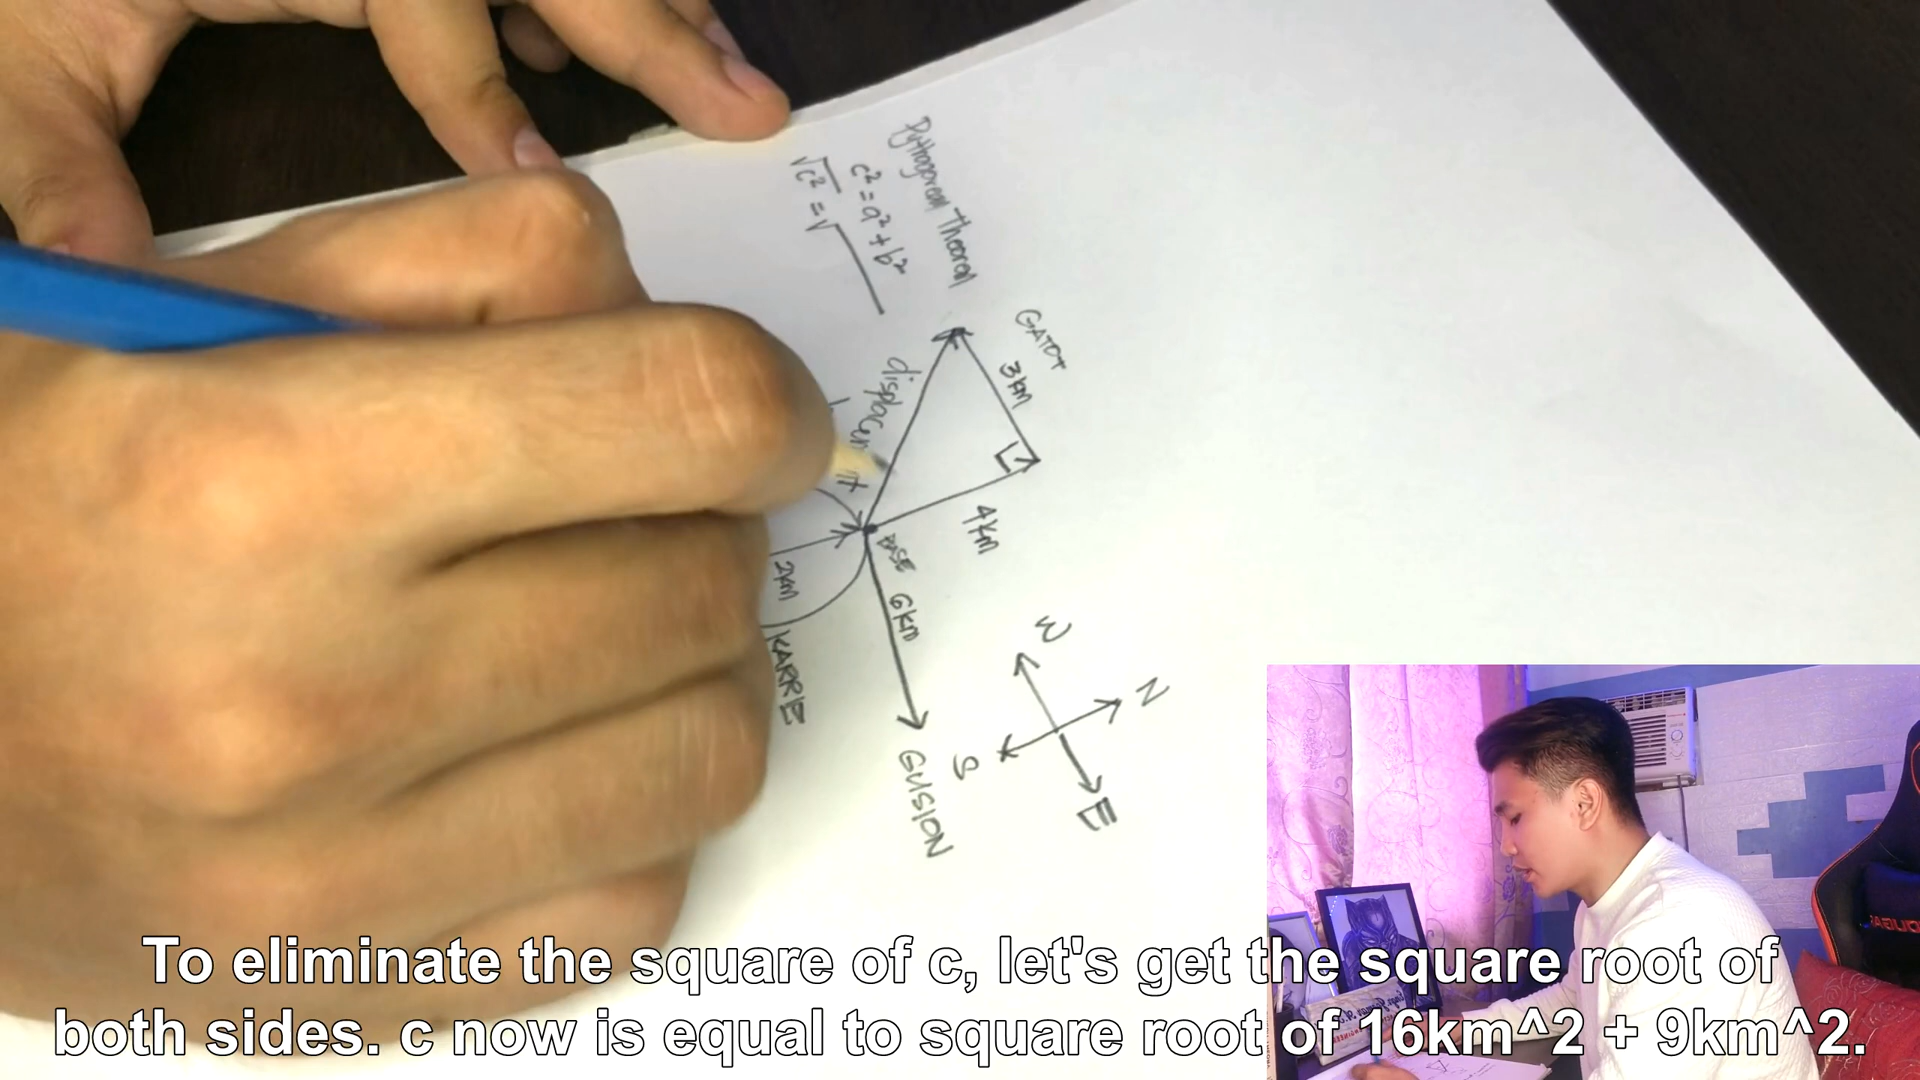 Pythagorean Theorem
c² = a² + b²
√c² = √
GATOT
3km
displacement
4km
BASE
6km
2km
KARRIE
GUSION
W
N
S
E
To eliminate the square of c, let's get the square root of
both sides. c now is equal to square root of 16km^2 + 9km^2.